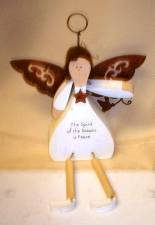 The Spirit
of the Season
is Peace